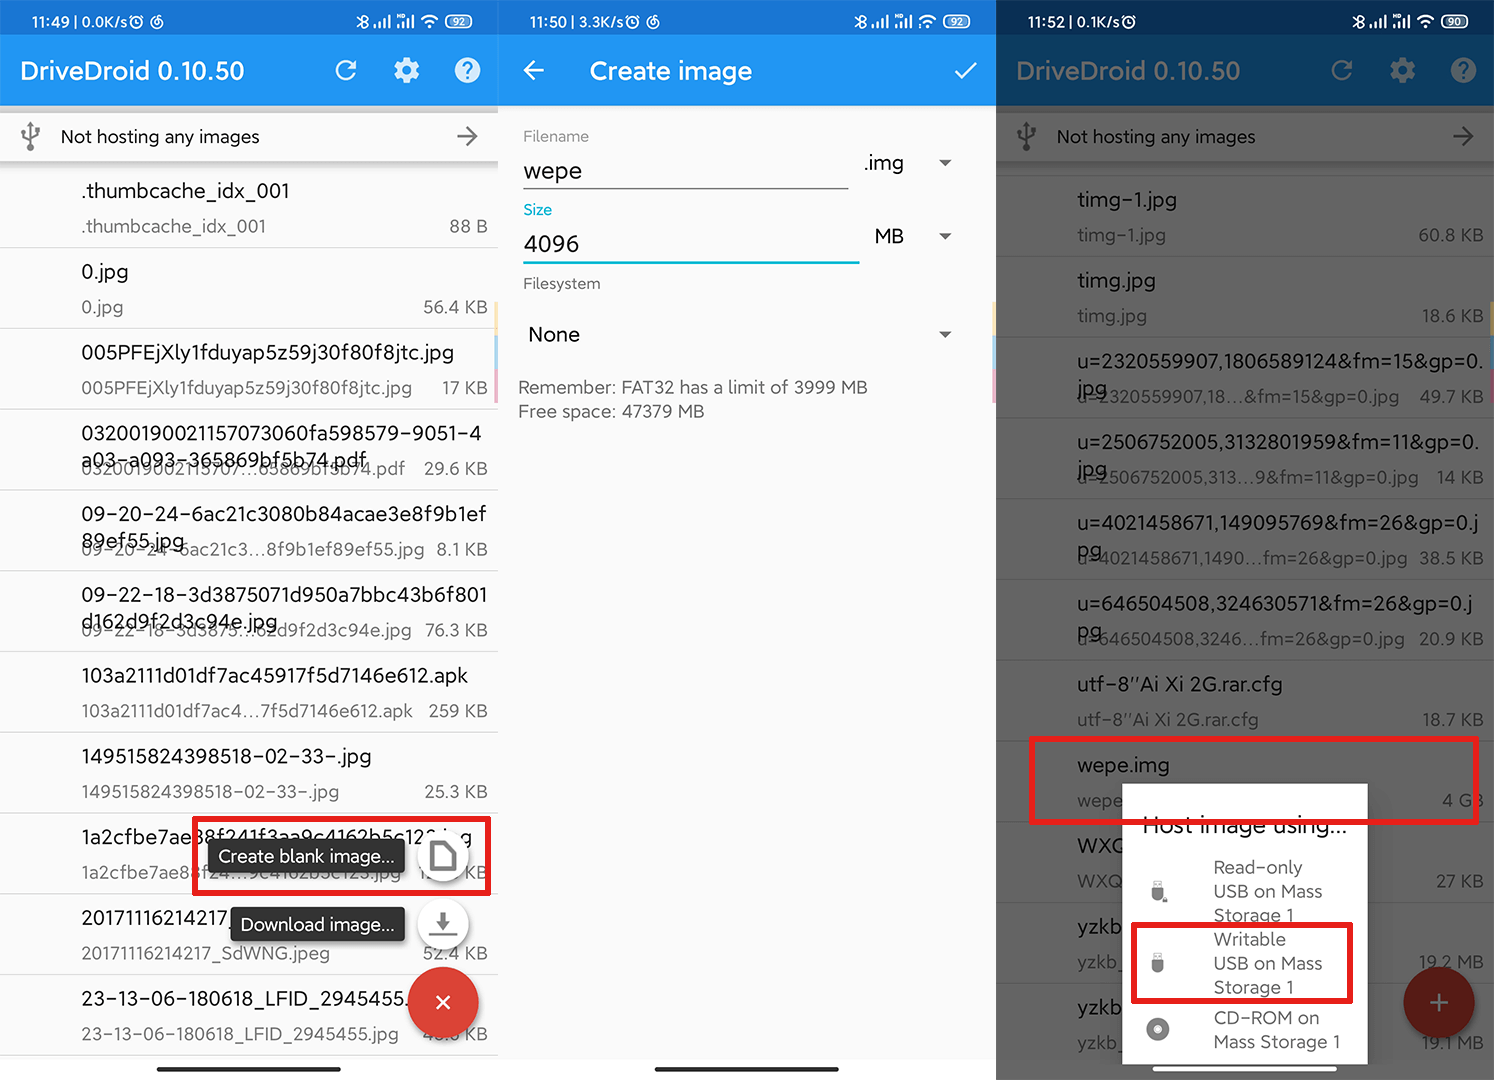 11:49 | 0.0K/s
92
DriveDroid 0.10.50
Not hosting any images
.thumbcache_idx_001
.thumbcache_idx_001 88 B
0.jpg
0.jpg 56.4 KB
005PFEjXly1fduyap5z59j30f80f8jtc.jpg
005PFEjXly1fduyap5z59j30f80f8jtc.jpg 17 KB
03200190021157073060fa598579-9051-4
a03-a093-365869bf5b74.pdf
0320019002115707...65869bf5b74.pdf 29.6 KB
09-20-24-6ac21c3080b84acae3e8f9b1ef
89ef55.jpg
09-20-24-6ac21c3...8f9b1ef89ef55.jpg 8.1 KB
09-22-18-3d3875071d950a7bbc43b6f801
d162d9f2d3c94e.jpg
09-22-18-3d3875...62d9f2d3c94e.jpg 76.3 KB
103a2111d01df7ac45917f5d7146e612.apk
103a2111d01df7ac4...7f5d7146e612.apk 259 KB
149515824398518-02-33-.jpg
149515824398518-02-33-.jpg 25.3 KB
Create blank image...
KB
Download image...
20171116214217_SdWNG.jpeg 52.4 KB
23-13-06-180618_LFID_2945455.
23-13-06-180618_LFID_2945455.jpg KB
11:50 | 3.3K/s
92
Create image
Filename
wepe .img
Size
4096 MB
Filesystem
None
Remember: FAT32 has a limit of 3999 MB
Free space: 47379 MB
11:52 | 0.1K/s
90
DriveDroid 0.10.50
Not hosting any images
timg-1.jpg
timg-1.jpg 60.8 KB
timg.jpg
timg.jpg 18.6 KB
u=2320559907,1806589124&fm=15&gp=0.
jpg
u=2320559907,18...&fm=15&gp=0.jpg 49.7 KB
u=2506752005,3132801959&fm=11&gp=0.
jpg
u=2506752005,313...9&fm=11&gp=0.jpg 14 KB
u=4021458671,149095769&fm=26&gp=0.j
pg
u=4021458671,1490...fm=26&gp=0.jpg 38.5 KB
u=646504508,324630571&fm=26&gp=0.j
pg
u=646504508,3246...fm=26&gp=0.jpg 20.9 KB
utf-8''Ai Xi 2G.rar.cfg
utf-8''Ai Xi 2G.rar.cfg 18.7 KB
wepe.img
wepe 4 GB
Host image using...
Read-only
USB on Mass
Storage 1
Writable
USB on Mass
Storage 1
CD-ROM on
Mass Storage 1
WXQ
WXQ 27 KB
yzkb
yzkb_ 19.2 MB
yzkb
yzkb_ 19.1 MB